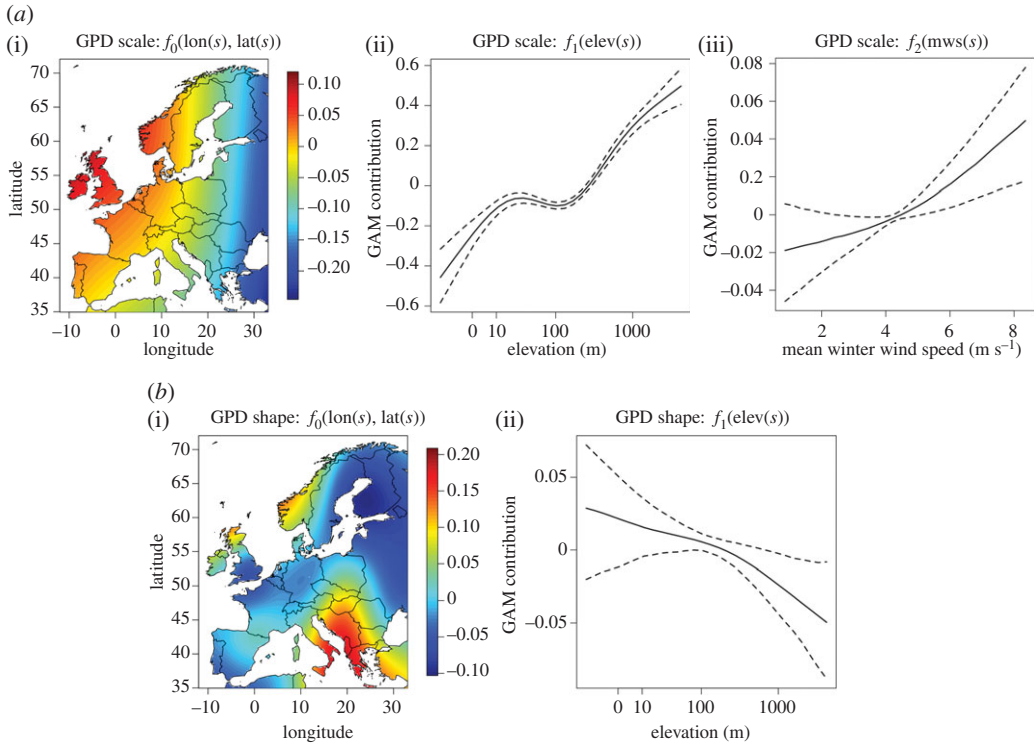 (a)
(i)
GPD scale: f0(lon(s), lat(s))
70
65
60
55
50
45
40
35
latitude
−10 0 10 20 30
longitude
0.10
0.05
0
−0.05
−0.10
−0.15
−0.20
(ii)
GPD scale: f1(elev(s))
0.6
0.4
0.2
0
−0.2
−0.4
−0.6
GAM contribution
0 10 100 1000
elevation (m)
(iii)
GPD scale: f2(mws(s))
0.08
0.06
0.04
0.02
0
−0.02
−0.04
GAM contribution
2 4 6 8
mean winter wind speed (m s−1)
(b)
(i)
GPD shape: f0(lon(s), lat(s))
70
65
60
55
50
45
40
35
latitude
−10 0 10 20 30
longitude
0.20
0.15
0.10
0.05
0
−0.05
−0.10
(ii)
GPD shape: f1(elev(s))
0.05
0
−0.05
GAM contribution
0 10 100 1000
elevation (m)